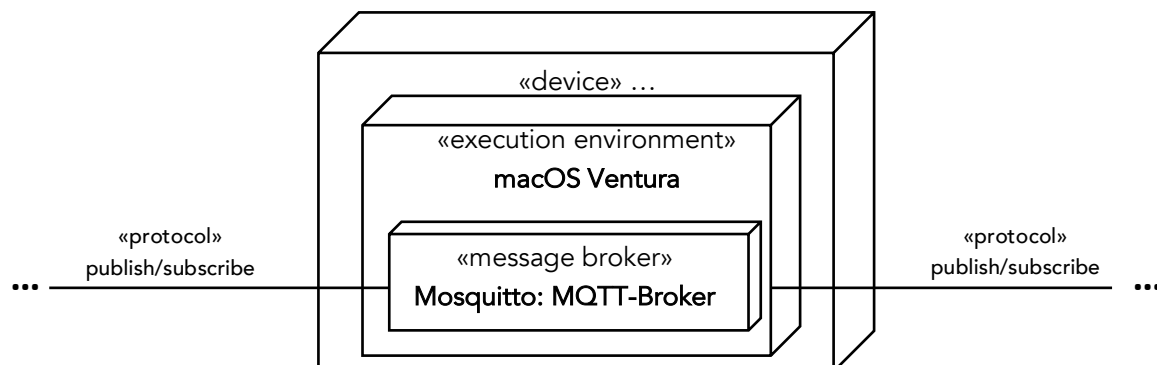 «device» ...
«execution environment»
macOS Ventura
«protocol»
publish/subscribe
«message broker»
Mosquitto: MQTT-Broker
«protocol»
publish/subscribe
...
...